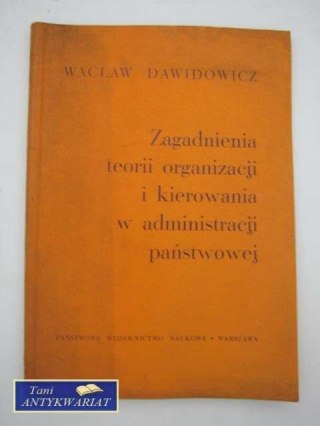 WACŁAW DAWIDOWICZ
Zagadnienia
teorii organizacji
i kierowania
w administracji
państwowej
PAŃSTWOWE WYDAWNICTWO NAUKOWE • WARSZAWA
Tani
ANTYKWARIAT